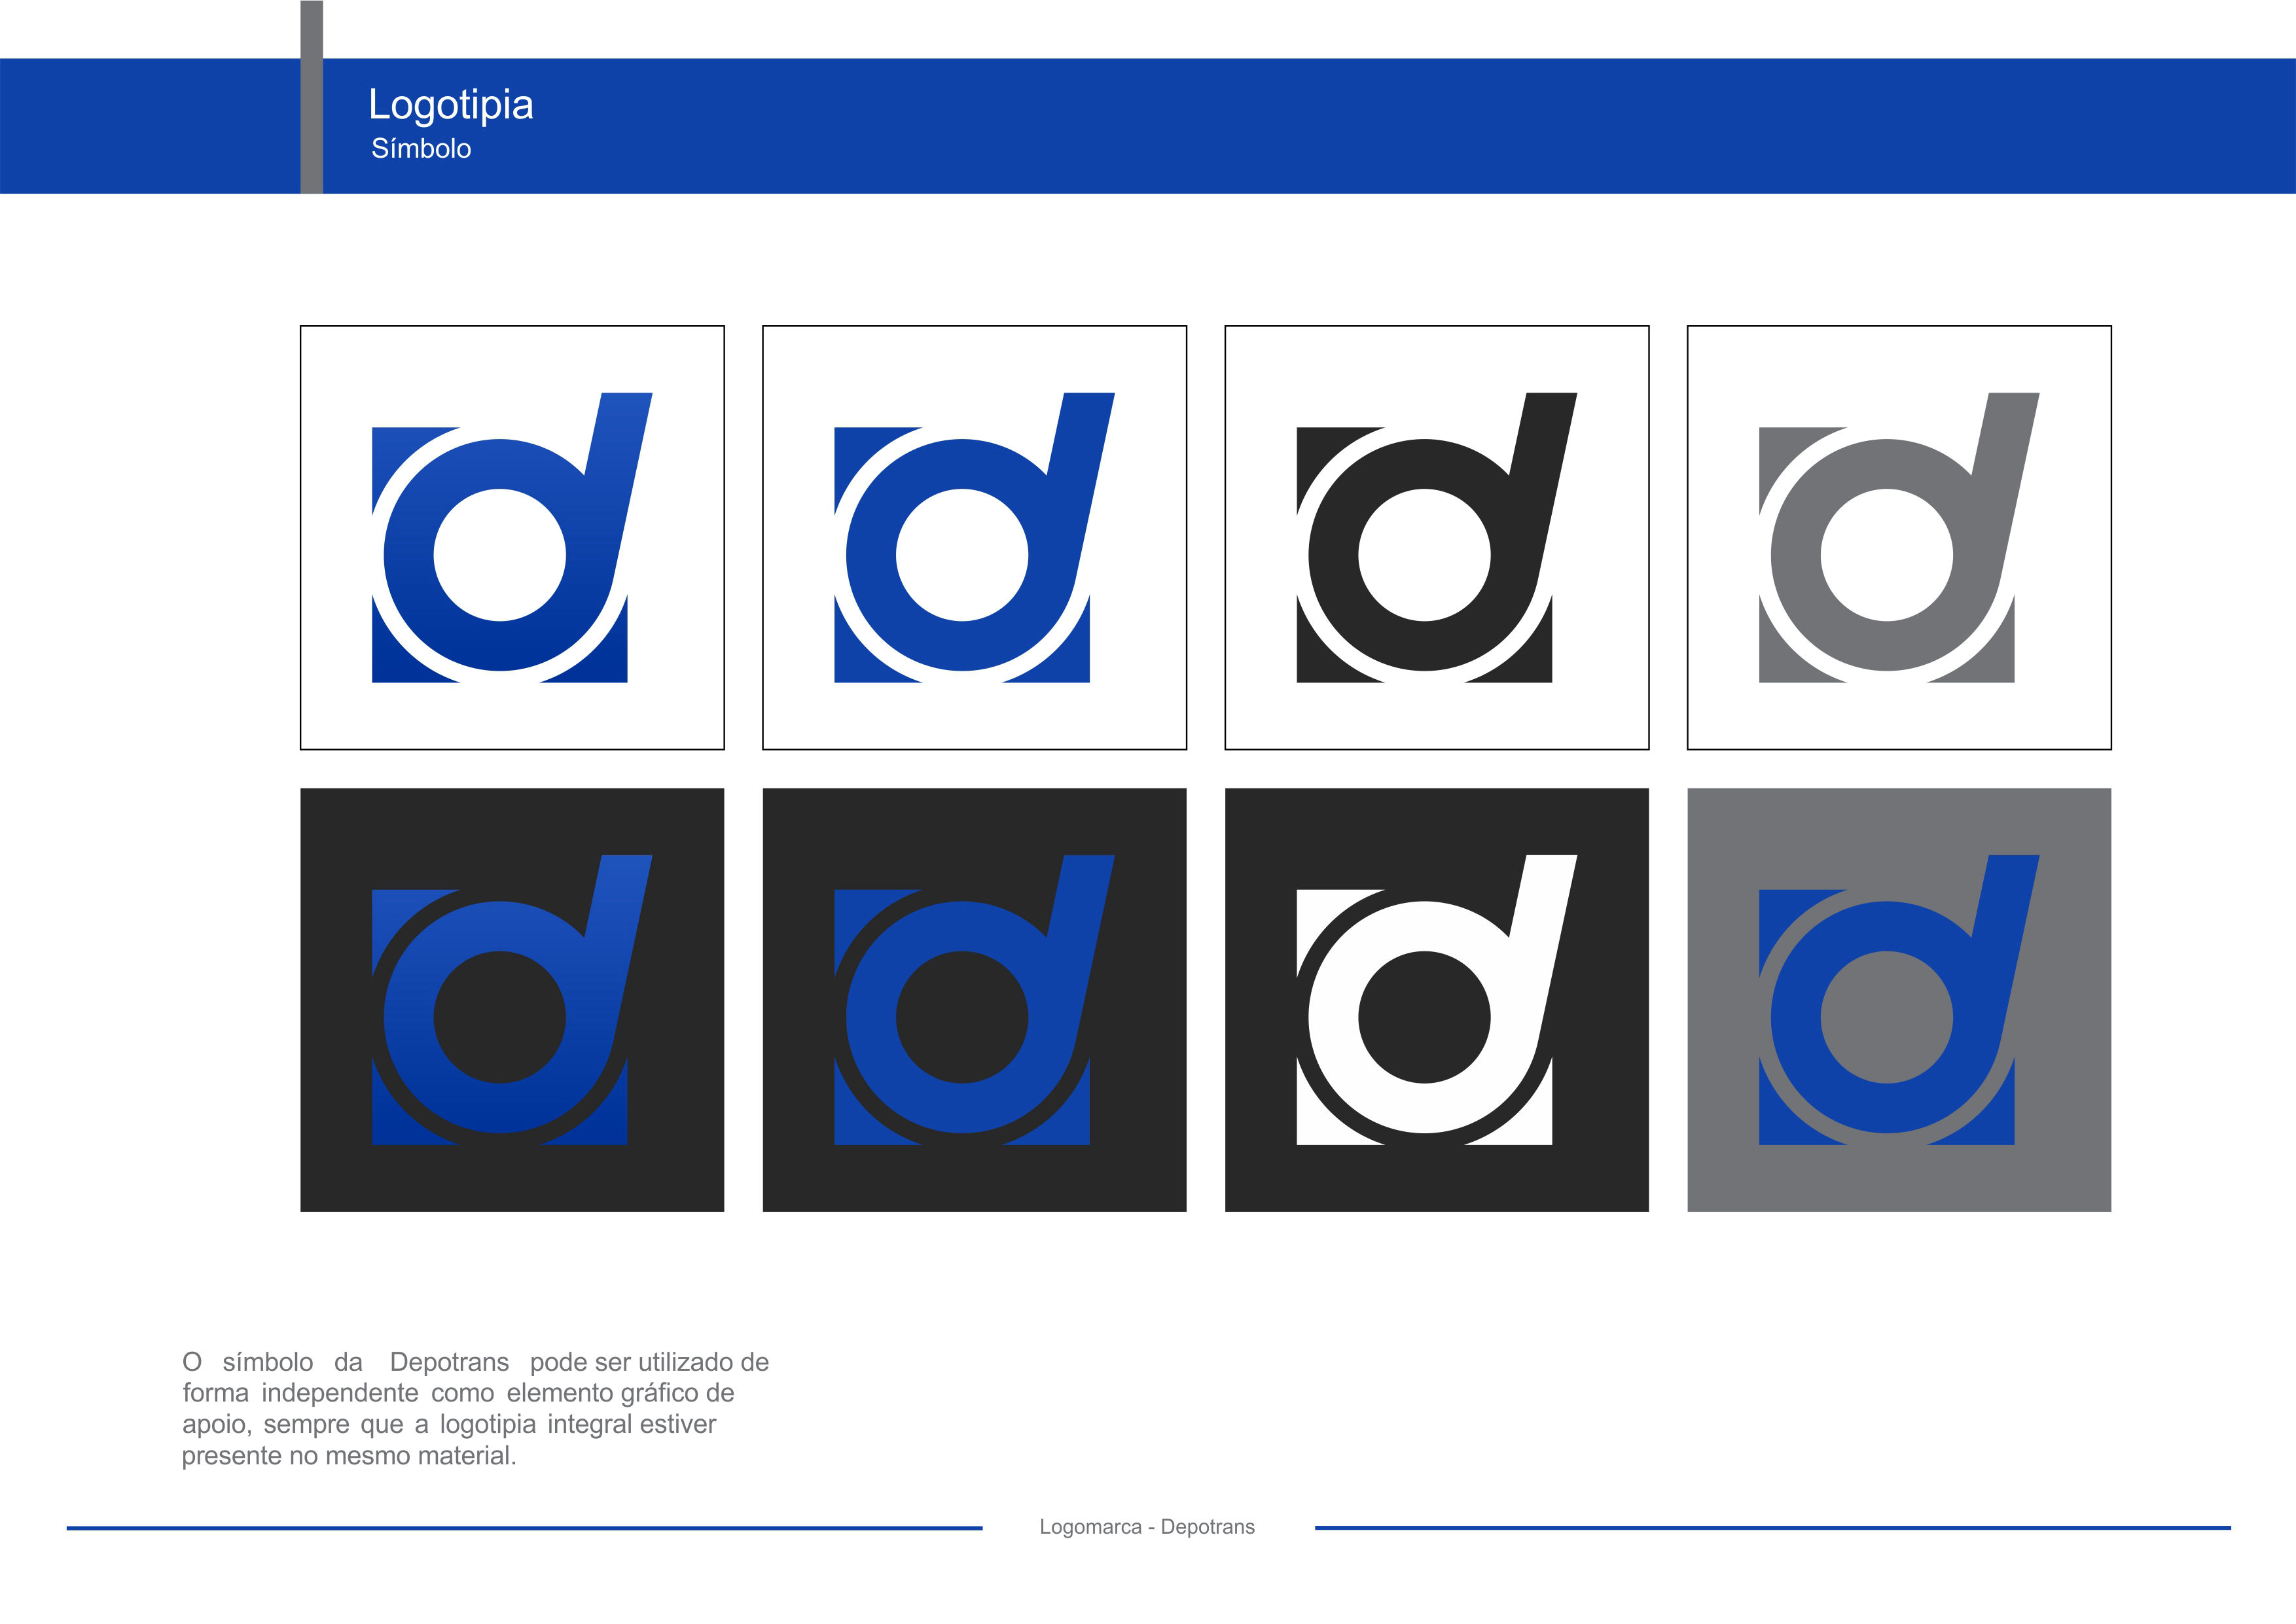 Logotipia
Símbolo
O símbolo da Depotrans pode ser utilizado de
forma independente como elemento gráfico de
apoio, sempre que a logotipia integral estiver
presente no mesmo material.
Logomarca - Depotrans